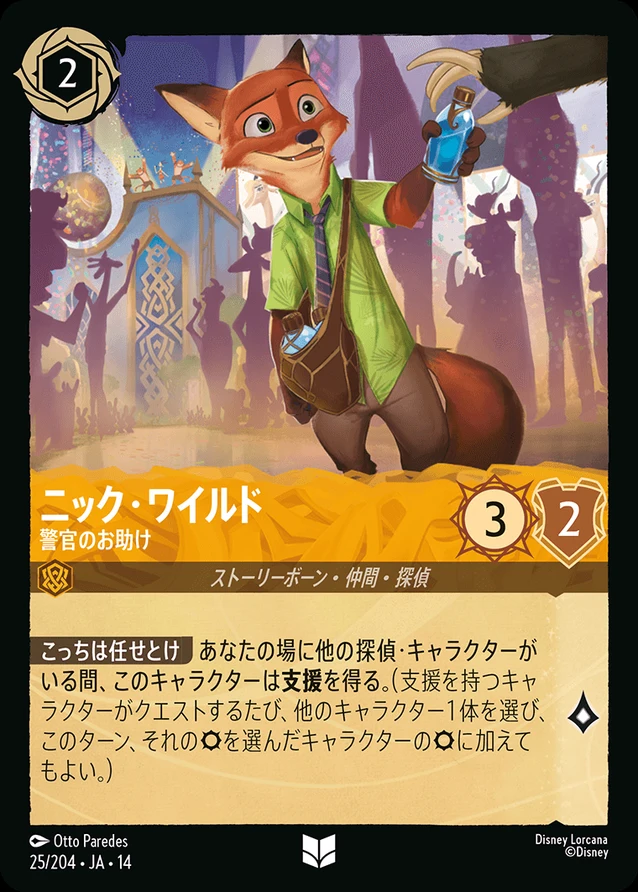 2
ニック・ワイルド
警官のお助け
3
2
ストーリーボーン・仲間・探偵
こっちは任せとけ あなたの場に他の探偵・キャラクターが
いる間、このキャラクターは支援を得る。(支援を持つキャ
ラクターがクエストするたび、他のキャラクター1体を選び、
このターン、それの を選んだキャラクターの に加えて
もよい。)
Otto Paredes
25/204・JA・14
Disney Lorcana
©Disney